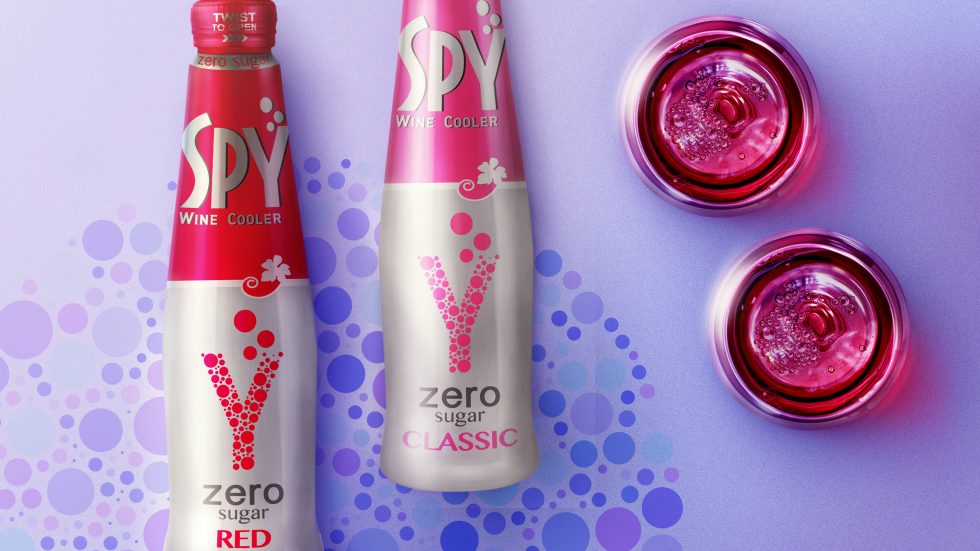 TWIST
TO OPEN
zero sugar
SPY
WINE COOLER
Y
zero
sugar
RED
SPY
WINE COOLER
Y
zero
sugar
CLASSIC